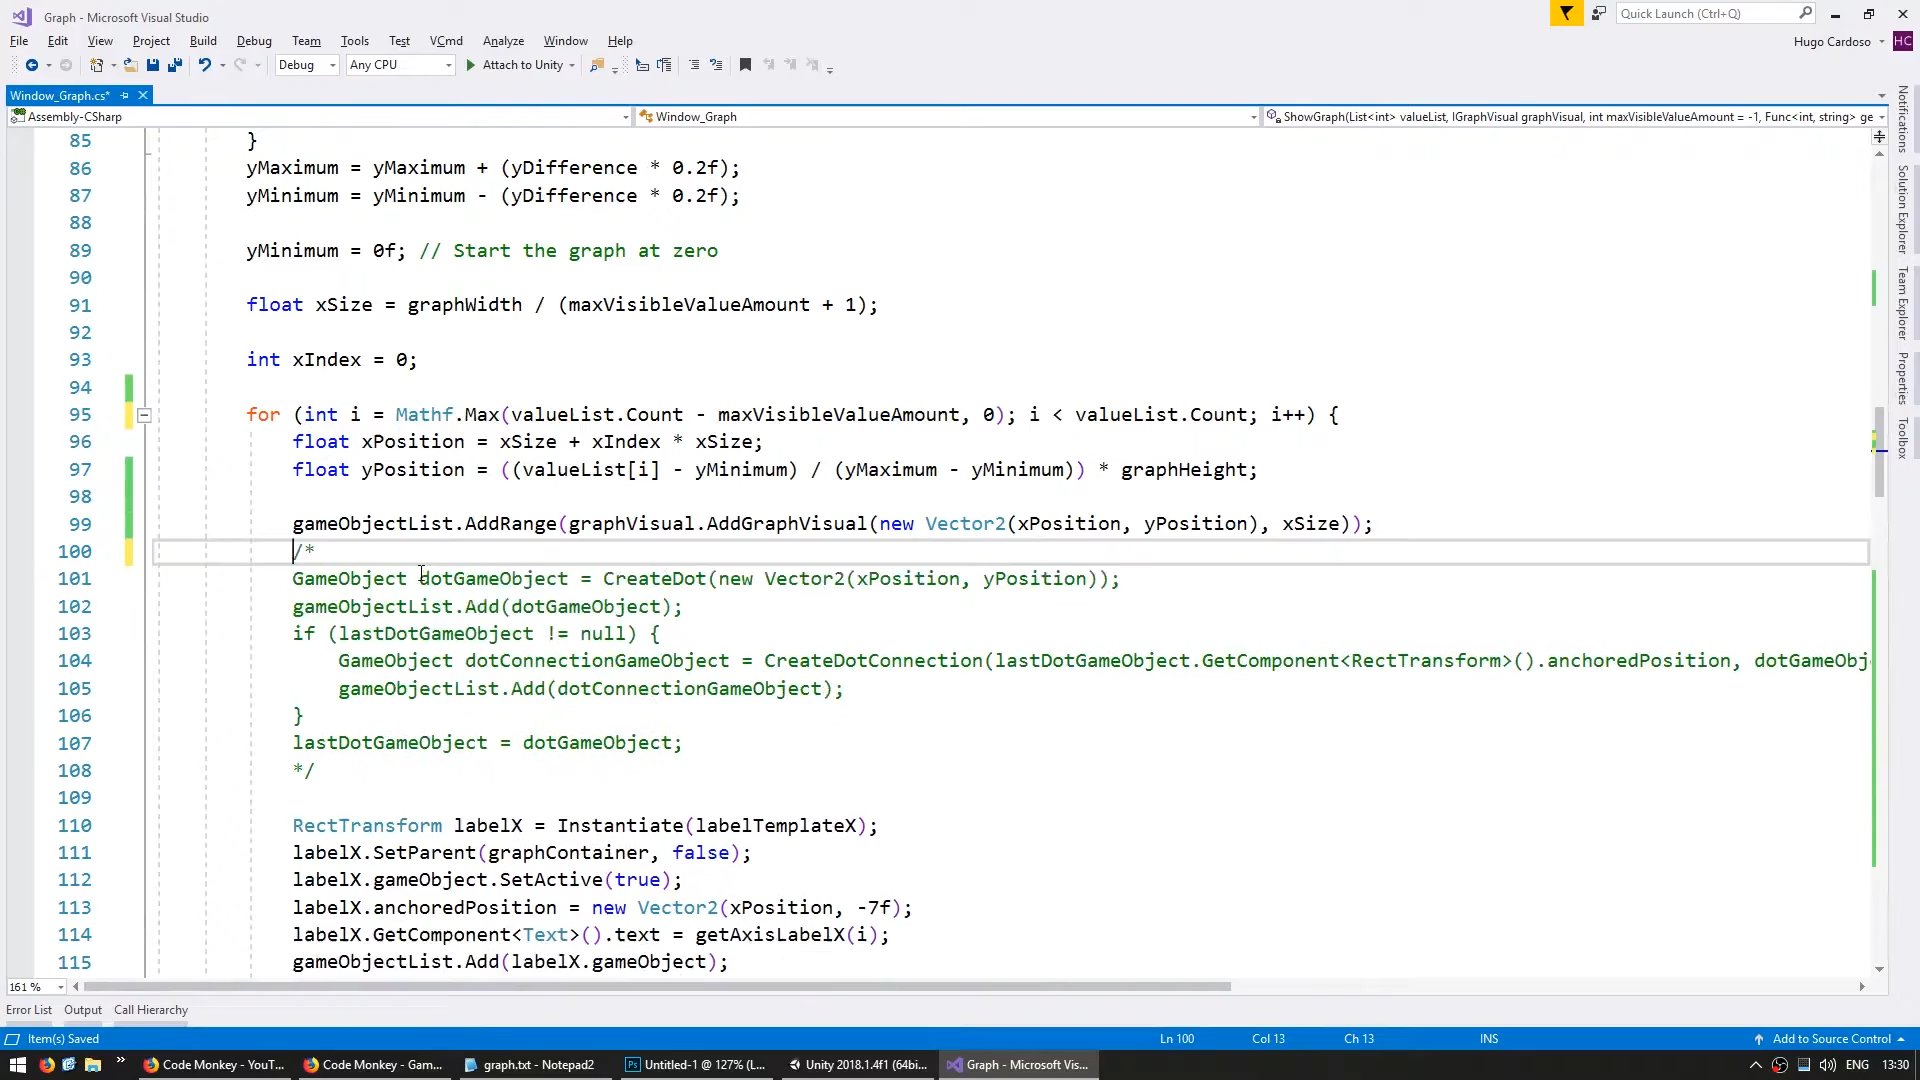 Graph - Microsoft Visual Studio
Quick Launch (Ctrl+Q)
File Edit View Project Build Debug Team Tools Test VCmd Analyze Window Help
Hugo Cardoso HC
Debug Any CPU Attach to Unity
Window_Graph.cs*
Assembly-CSharp Window_Graph ShowGraph(List<int> valueList, IGraphVisual graphVisual, int maxVisibleValueAmount = -1, Func<int, string> ge
85 }
86 yMaximum = yMaximum + (yDifference * 0.2f);
87 yMinimum = yMinimum - (yDifference * 0.2f);
88
89 yMinimum = 0f; // Start the graph at zero
90
91 float xSize = graphWidth / (maxVisibleValueAmount + 1);
92
93 int xIndex = 0;
94
95 for (int i = Mathf.Max(valueList.Count - maxVisibleValueAmount, 0); i < valueList.Count; i++) {
96 float xPosition = xSize + xIndex * xSize;
97 float yPosition = ((valueList[i] - yMinimum) / (yMaximum - yMinimum)) * graphHeight;
98
99 gameObjectList.AddRange(graphVisual.AddGraphVisual(new Vector2(xPosition, yPosition), xSize));
100 /*
101 GameObject dotGameObject = CreateDot(new Vector2(xPosition, yPosition));
102 gameObjectList.Add(dotGameObject);
103 if (lastDotGameObject != null) {
104 GameObject dotConnectionGameObject = CreateDotConnection(lastDotGameObject.GetComponent<RectTransform>().anchoredPosition, dotGameObj
105 gameObjectList.Add(dotConnectionGameObject);
106 }
107 lastDotGameObject = dotGameObject;
108 */
109
110 RectTransform labelX = Instantiate(labelTemplateX);
111 labelX.SetParent(graphContainer, false);
112 labelX.gameObject.SetActive(true);
113 labelX.anchoredPosition = new Vector2(xPosition, -7f);
114 labelX.GetComponent<Text>().text = getAxisLabelX(i);
115 gameObjectList.Add(labelX.gameObject);
Notifications
Solution Explorer
Team Explorer
Properties
Toolbox
161 %
Error List Output Call Hierarchy
Item(s) Saved Ln 100 Col 13 Ch 13 INS Add to Source Control
Code Monkey - YouT... Code Monkey - Gam... graph.txt - Notepad2 Ps Untitled-1 @ 127% (L... Unity 2018.1.4f1 (64bi... Graph - Microsoft Vis... ENG 13:30